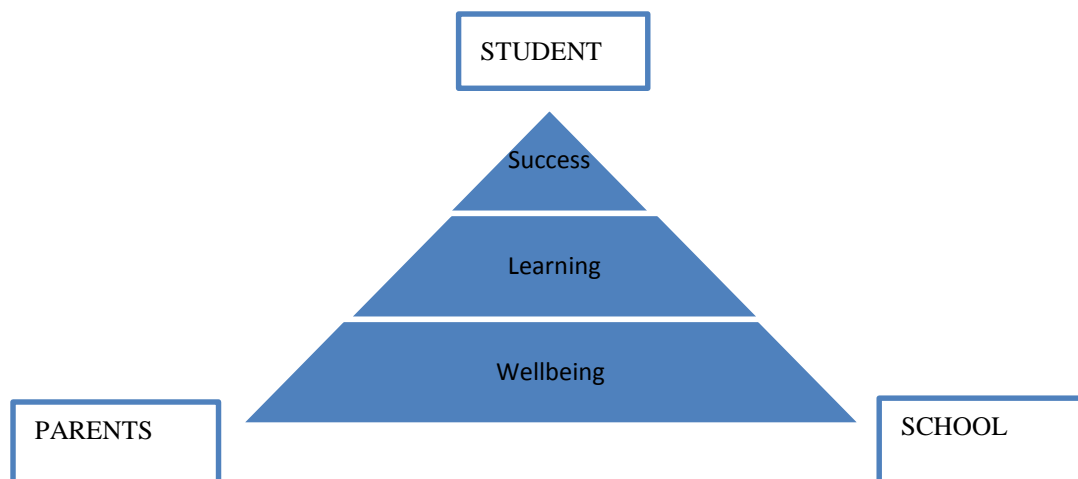 STUDENT
Success
Learning
Wellbeing
PARENTS
SCHOOL